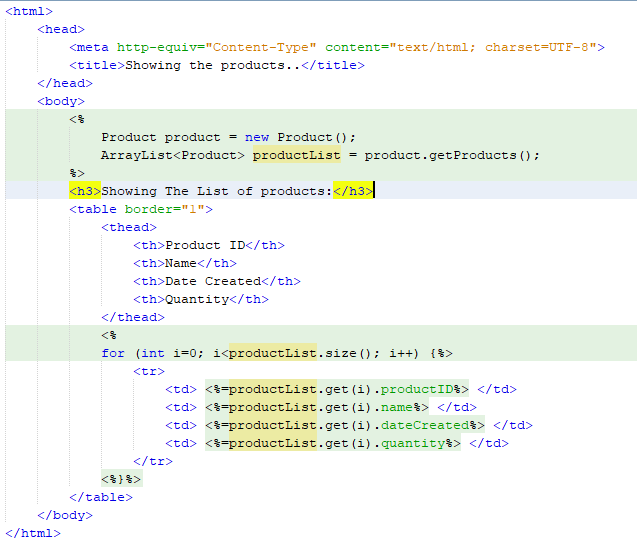 <html>
    <head>
        <meta http-equiv="Content-Type" content="text/html; charset=UTF-8">
        <title>Showing the products..</title>
    </head>
    <body>
        <%
            Product product = new Product();
            ArrayList<Product> productList = product.getProducts();
        %>
        <h3>Showing The List of products:</h3>
        <table border="1">
            <thead>
                <th>Product ID</th>
                <th>Name</th>
                <th>Date Created</th>
                <th>Quantity</th>
            </thead>
            <%
            for (int i=0; i<productList.size(); i++) {%>
                <tr>
                    <td> <%=productList.get(i).productID%> </td>
                    <td> <%=productList.get(i).name%> </td>
                    <td> <%=productList.get(i).dateCreated%> </td>
                    <td> <%=productList.get(i).quantity%> </td>
                </tr>
            <%}%>
        </table>
    </body>
</html>